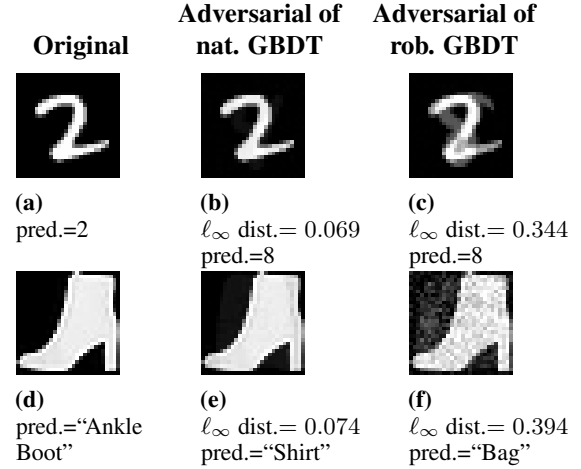 Original
Adversarial of
nat. GBDT
Adversarial of
rob. GBDT
(a)
pred.=2
(b)
ℓ∞ dist.= 0.069
pred.=8
(c)
ℓ∞ dist.= 0.344
pred.=8
(d)
pred.=“Ankle
Boot”
(e)
ℓ∞ dist.= 0.074
pred.=“Shirt”
(f)
ℓ∞ dist.= 0.394
pred.=“Bag”